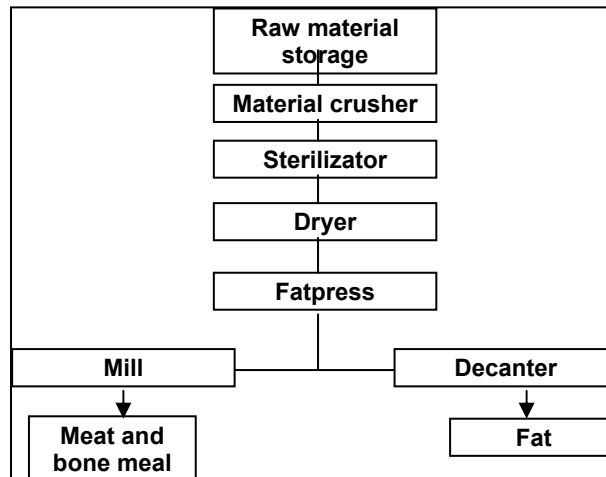 Raw material
storage
Material crusher
Sterilizator
Dryer
Fatpress
Mill
Decanter
Meat and
bone meal
Fat